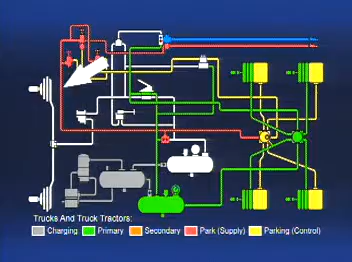 Trucks And Truck Tractors:
Charging Primary Secondary Park (Supply) Parking (Control)